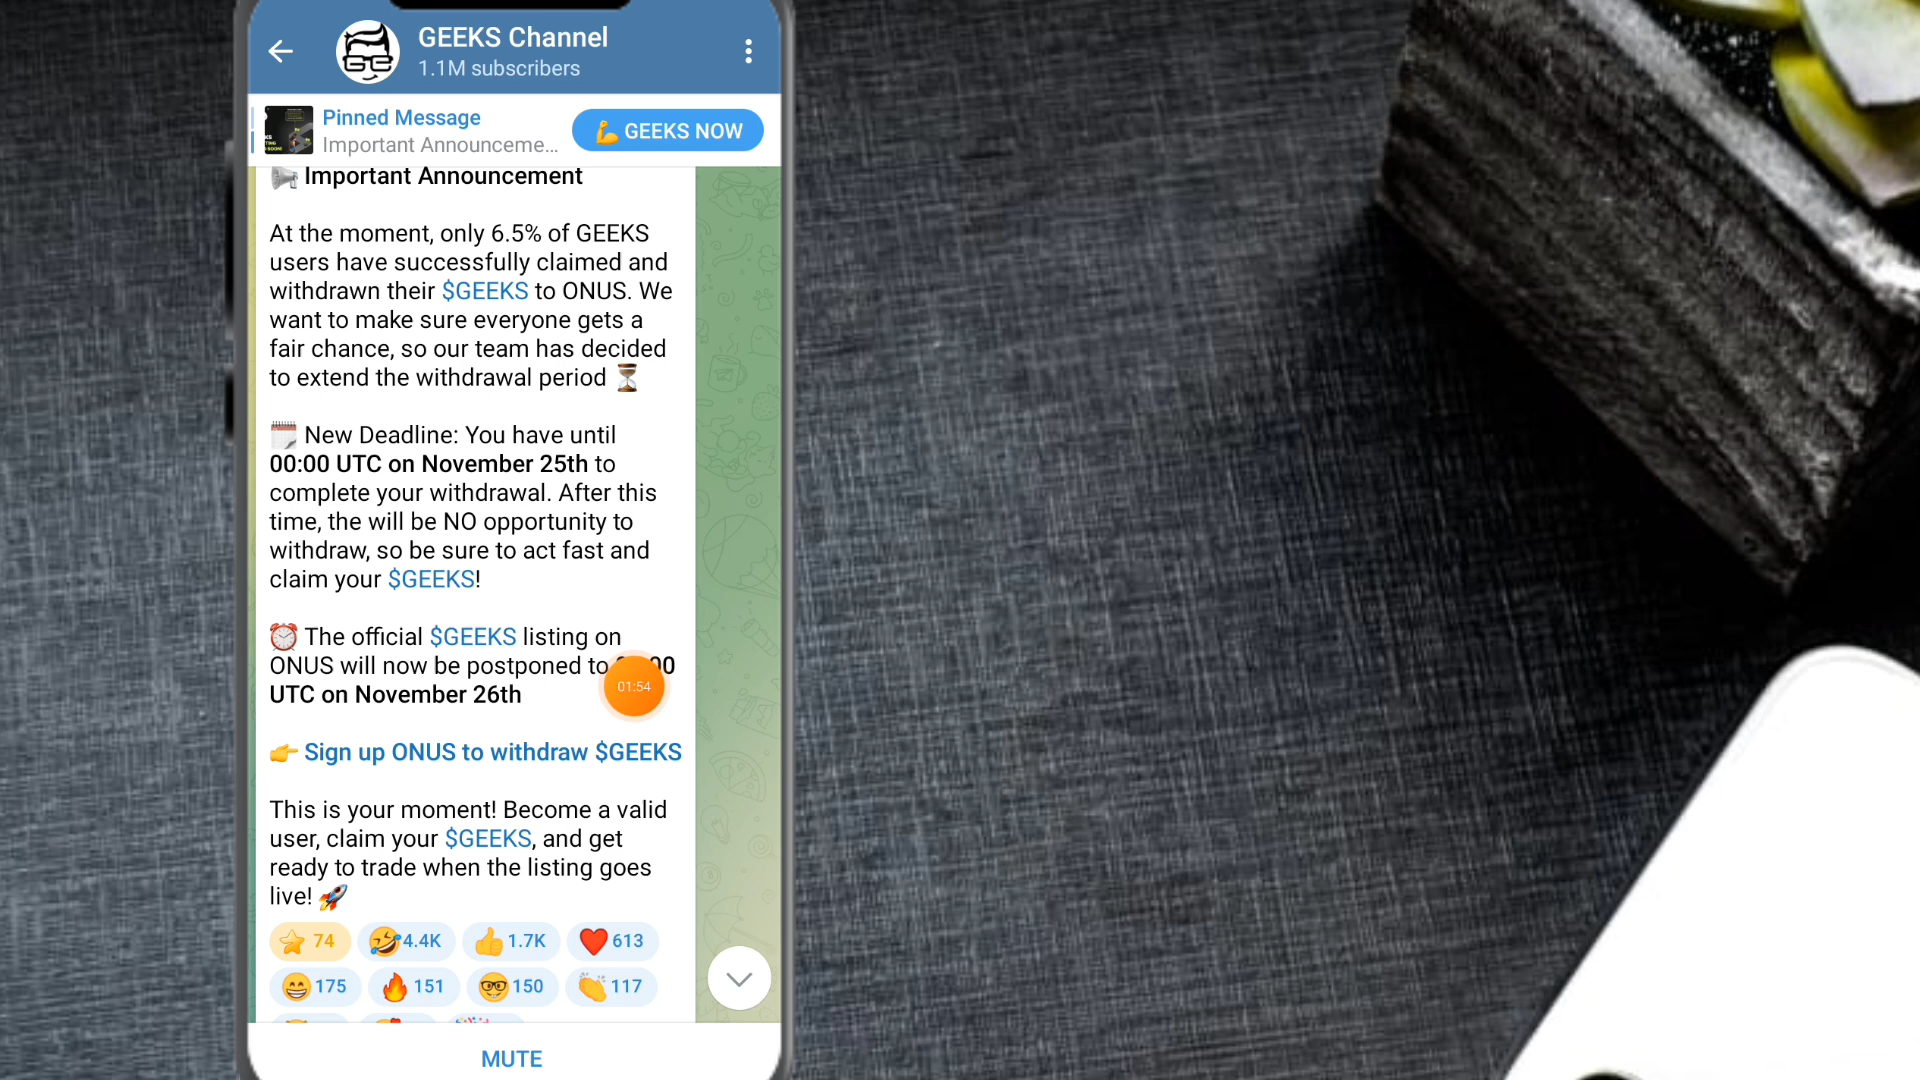 GEEKS Channel
1.1M subscribers
Pinned Message
Important Announceme...
GEEKS NOW
Important Announcement
At the moment, only 6.5% of GEEKS
users have successfully claimed and
withdrawn their $GEEKS to ONUS. We
want to make sure everyone gets a
fair chance, so our team has decided
to extend the withdrawal period
New Deadline: You have until
00:00 UTC on November 25th to
complete your withdrawal. After this
time, the will be NO opportunity to
withdraw, so be sure to act fast and
claim your $GEEKS!
The official $GEEKS listing on
ONUS will now be postponed to
UTC on November 26th
01:54
Sign up ONUS to withdraw $GEEKS
This is your moment! Become a valid
user, claim your $GEEKS, and get
ready to trade when the listing goes
live!
74 4.4K 1.7K 613
175 151 150 117
MUTE